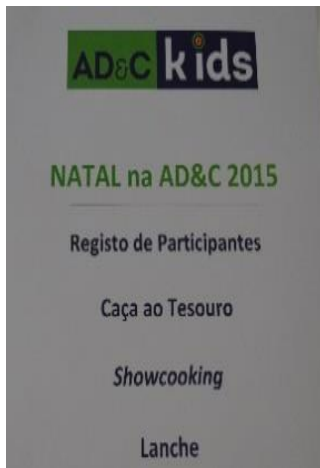 AD&C kids
NATAL na AD&C 2015
Registo de Participantes
Caça ao Tesouro
Showcooking
Lanche